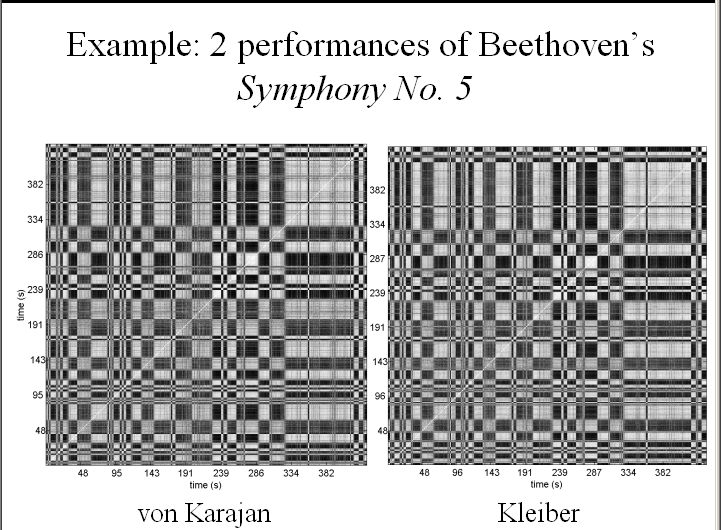 Example: 2 performances of Beethoven's
Symphony No. 5
382
334
286
239
191
143
95
48
time (s)
48 95 143 191 239 286 334 382
time (s)
von Karajan
382
334
287
239
191
143
96
48
48 96 143 191 239 287 334 382
time (s)
Kleiber